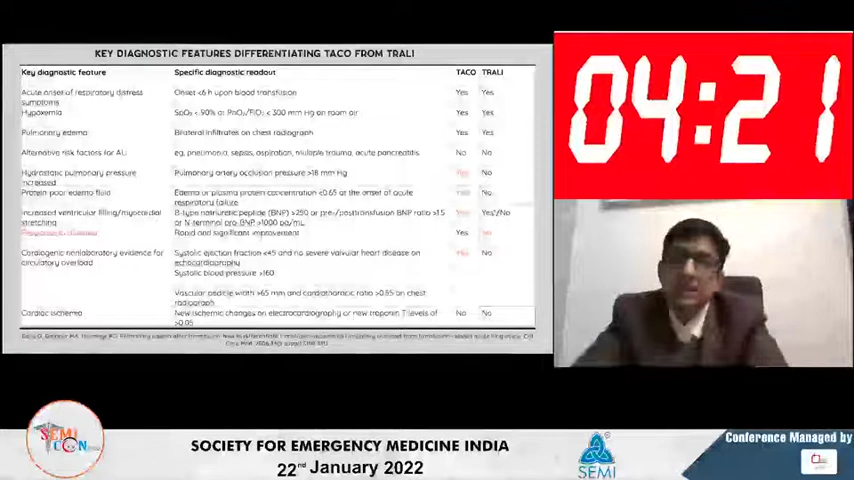 KEY DIAGNOSTIC FEATURES DIFFERENTIATING TACO FROM TRALI
Key diagnostic feature Specific diagnostic readout TACO TRALI
Acute onset of respiratory distress symptoms Onset <6 h upon blood transfusion Yes Yes
Hypoxemia SpO₂ < 90% or PaO₂/FiO₂ < 300 mm Hg on room air Yes Yes
Pulmonary edema Bilateral infiltrates on chest radiograph Yes Yes
Alternative risk factors for ALI eg, pneumonia, sepsis, aspiration, multiple trauma, acute pancreatitis No No
Hydrostatic pulmonary pressure increased Pulmonary artery occlusion pressure >18 mm Hg Yes No
Protein poor edema fluid Edema or plasma protein concentration <0.65 at the onset of acute respiratory failure Yes No
Increased ventricular filling/myocardial stretching B-type natriuretic peptide (BNP) >250 or pre-/posttransfusion BNP ratio >1.5 or N-terminal pro-BNP >1000 pg/mL Yes Yes*/No
Rapid and significant improvement Yes No
Cardiogenic nonlaboratory evidence for circulatory overload Systolic ejection fraction <45 and no severe valvular heart disease on echocardiography Yes No
Systolic blood pressure >160
Vascular pedicle width >65 mm and cardiothoracic ratio >0.55 on chest radiograph
Cardiac ischemia New ischemic changes on electrocardiography or new troponin T levels of >0.05 No No
04:21
SEMI CON
SOCIETY FOR EMERGENCY MEDICINE INDIA
22nd January 2022
SEMI
Conference Managed by